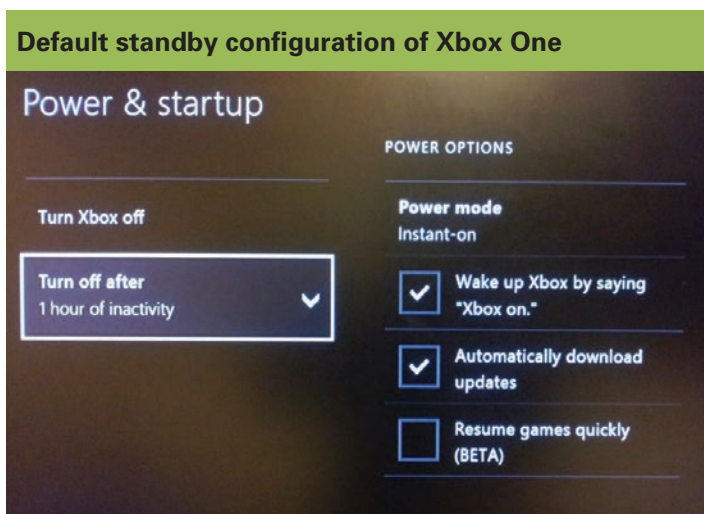 Default standby configuration of Xbox One
Power & startup
Turn Xbox off
Turn off after
1 hour of inactivity
POWER OPTIONS
Power mode
Instant-on
Wake up Xbox by saying
"Xbox on."
Automatically download
updates
Resume games quickly
(BETA)